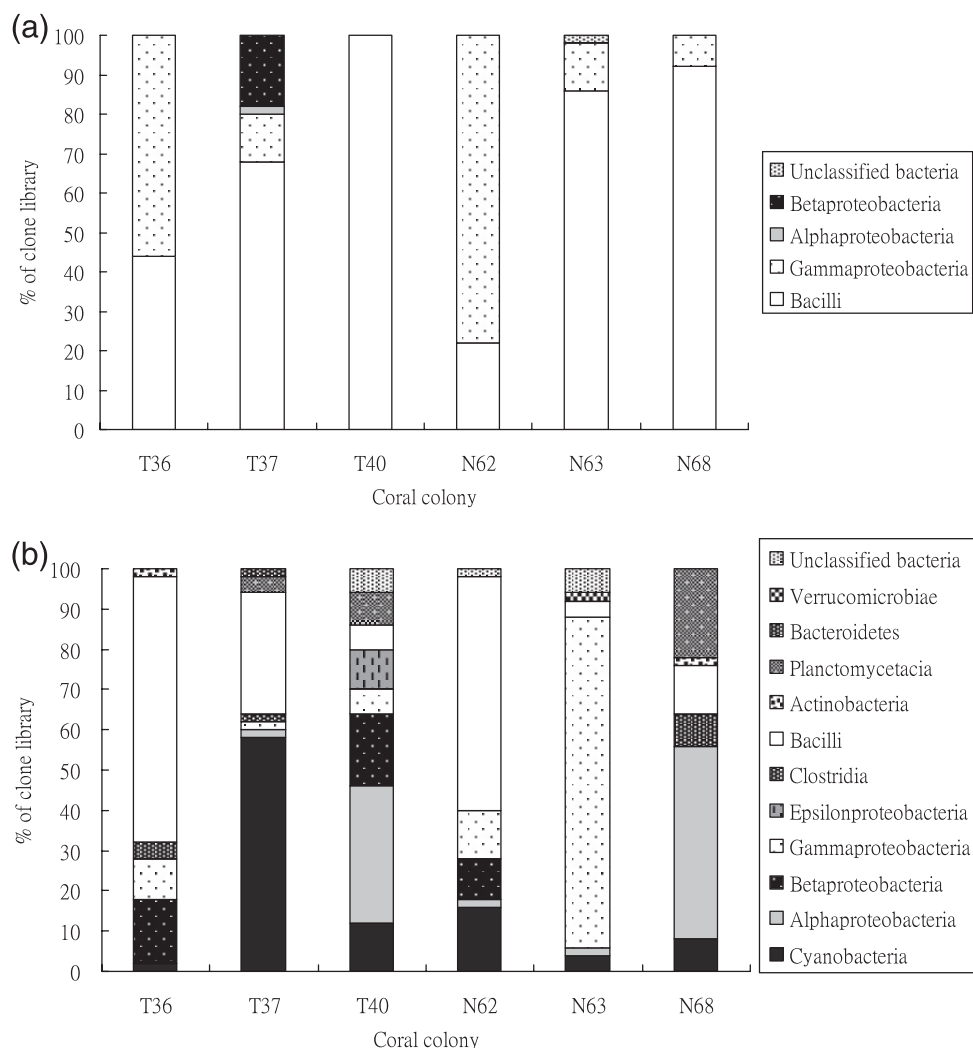 (a)
100
90
80
70
60
50
40
30
20
10
0
% of clone library
T36 T37 T40 N62 N63 N68
Coral colony
Unclassified bacteria
Betaproteobacteria
Alphaproteobacteria
Gammaproteobacteria
Bacilli
(b)
100
90
80
70
60
50
40
30
20
10
0
% of clone library
T36 T37 T40 N62 N63 N68
Coral colony
Unclassified bacteria
Verrucomicrobiae
Bacteroidetes
Planctomycetacia
Actinobacteria
Bacilli
Clostridia
Epsilonproteobacteria
Gammaproteobacteria
Betaproteobacteria
Alphaproteobacteria
Cyanobacteria